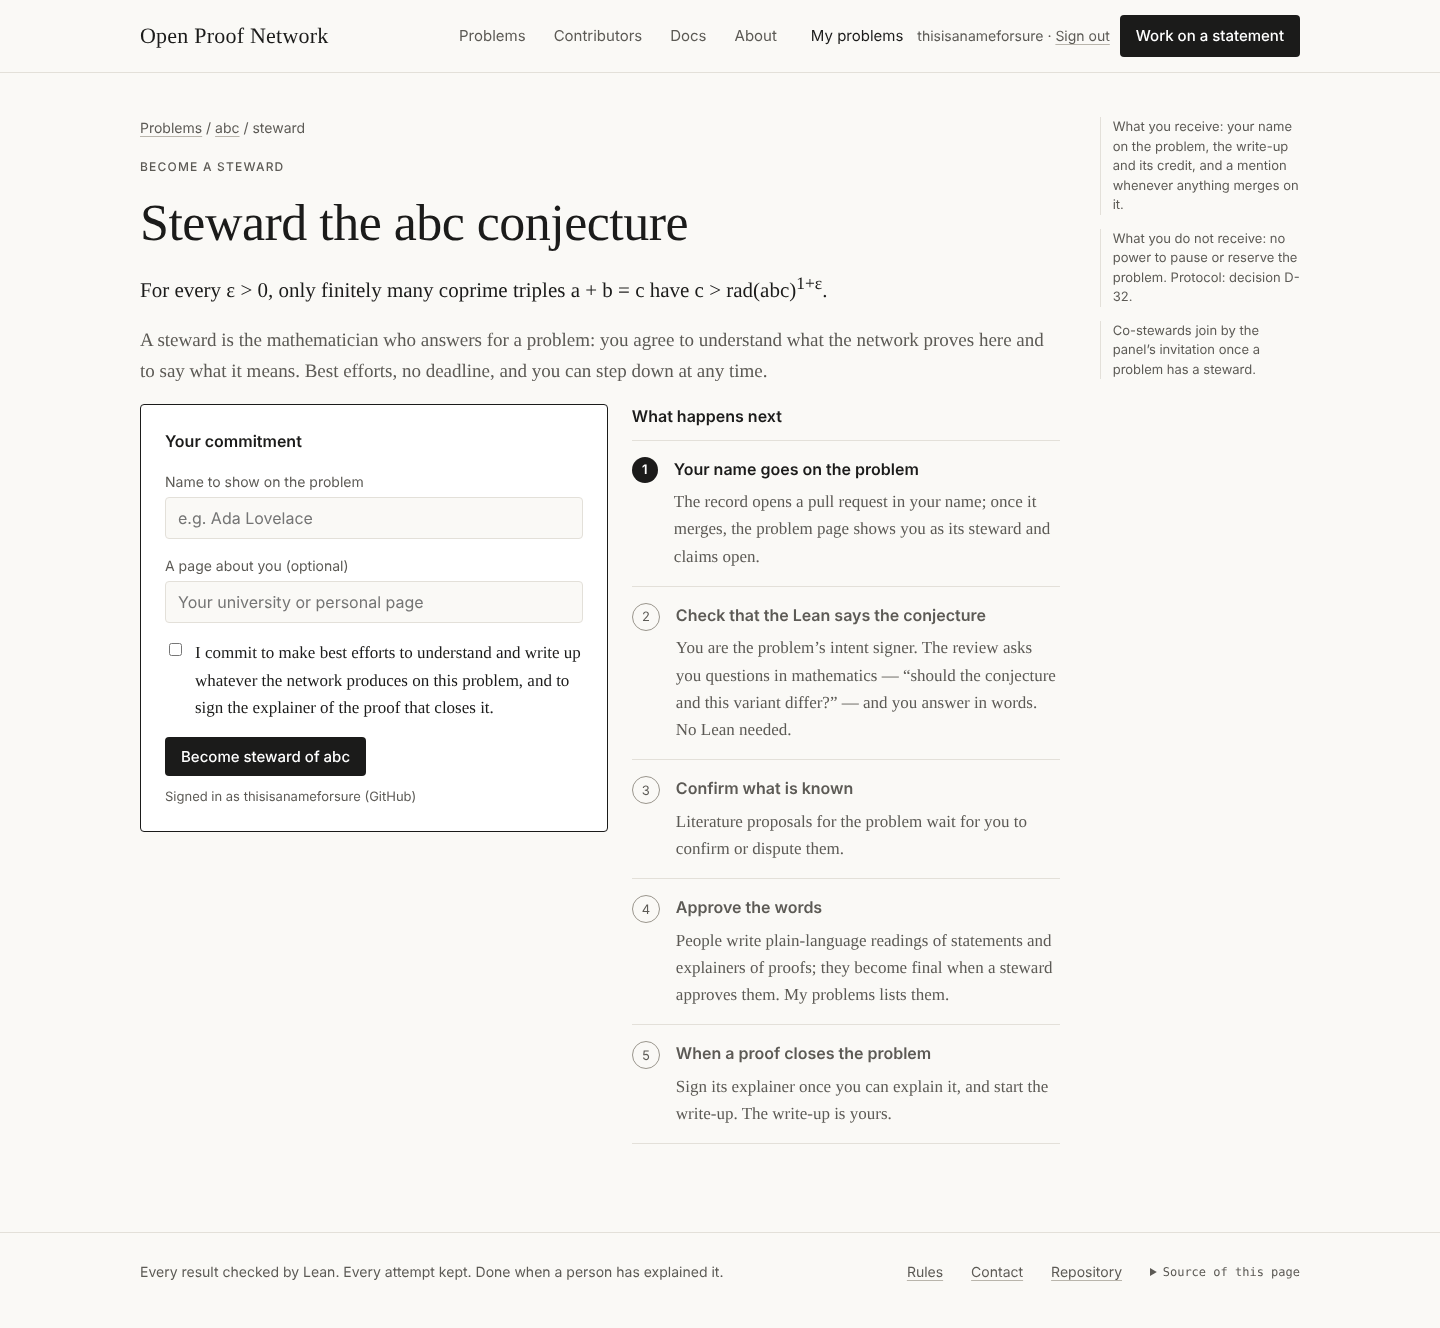 Open Proof Network
Problems Contributors Docs About My problems thisisanameforsure · Sign out Work on a statement
Problems / abc / steward
BECOME A STEWARD
Steward the abc conjecture
For every ε > 0, only finitely many coprime triples a + b = c have c > rad(abc)^{1+ε}.
A steward is the mathematician who answers for a problem: you agree to understand what the network proves here and
to say what it means. Best efforts, no deadline, and you can step down at any time.
Your commitment
Name to show on the problem
e.g. Ada Lovelace
A page about you (optional)
Your university or personal page
I commit to make best efforts to understand and write up
whatever the network produces on this problem, and to
sign the explainer of the proof that closes it.
Become steward of abc
Signed in as thisisanameforsure (GitHub)
What happens next
1 Your name goes on the problem
The record opens a pull request in your name; once it
merges, the problem page shows you as its steward and
claims open.
2 Check that the Lean says the conjecture
You are the problem’s intent signer. The review asks
you questions in mathematics — “should the conjecture
and this variant differ?” — and you answer in words.
No Lean needed.
3 Confirm what is known
Literature proposals for the problem wait for you to
confirm or dispute them.
4 Approve the words
People write plain-language readings of statements and
explainers of proofs; they become final when a steward
approves them. My problems lists them.
5 When a proof closes the problem
Sign its explainer once you can explain it, and start the
write-up. The write-up is yours.
What you receive: your name
on the problem, the write-up
and its credit, and a mention
whenever anything merges on
it.
What you do not receive: no
power to pause or reserve the
problem. Protocol: decision D-
32.
Co-stewards join by the
panel’s invitation once a
problem has a steward.
Every result checked by Lean. Every attempt kept. Done when a person has explained it.
Rules Contact Repository ▶ Source of this page